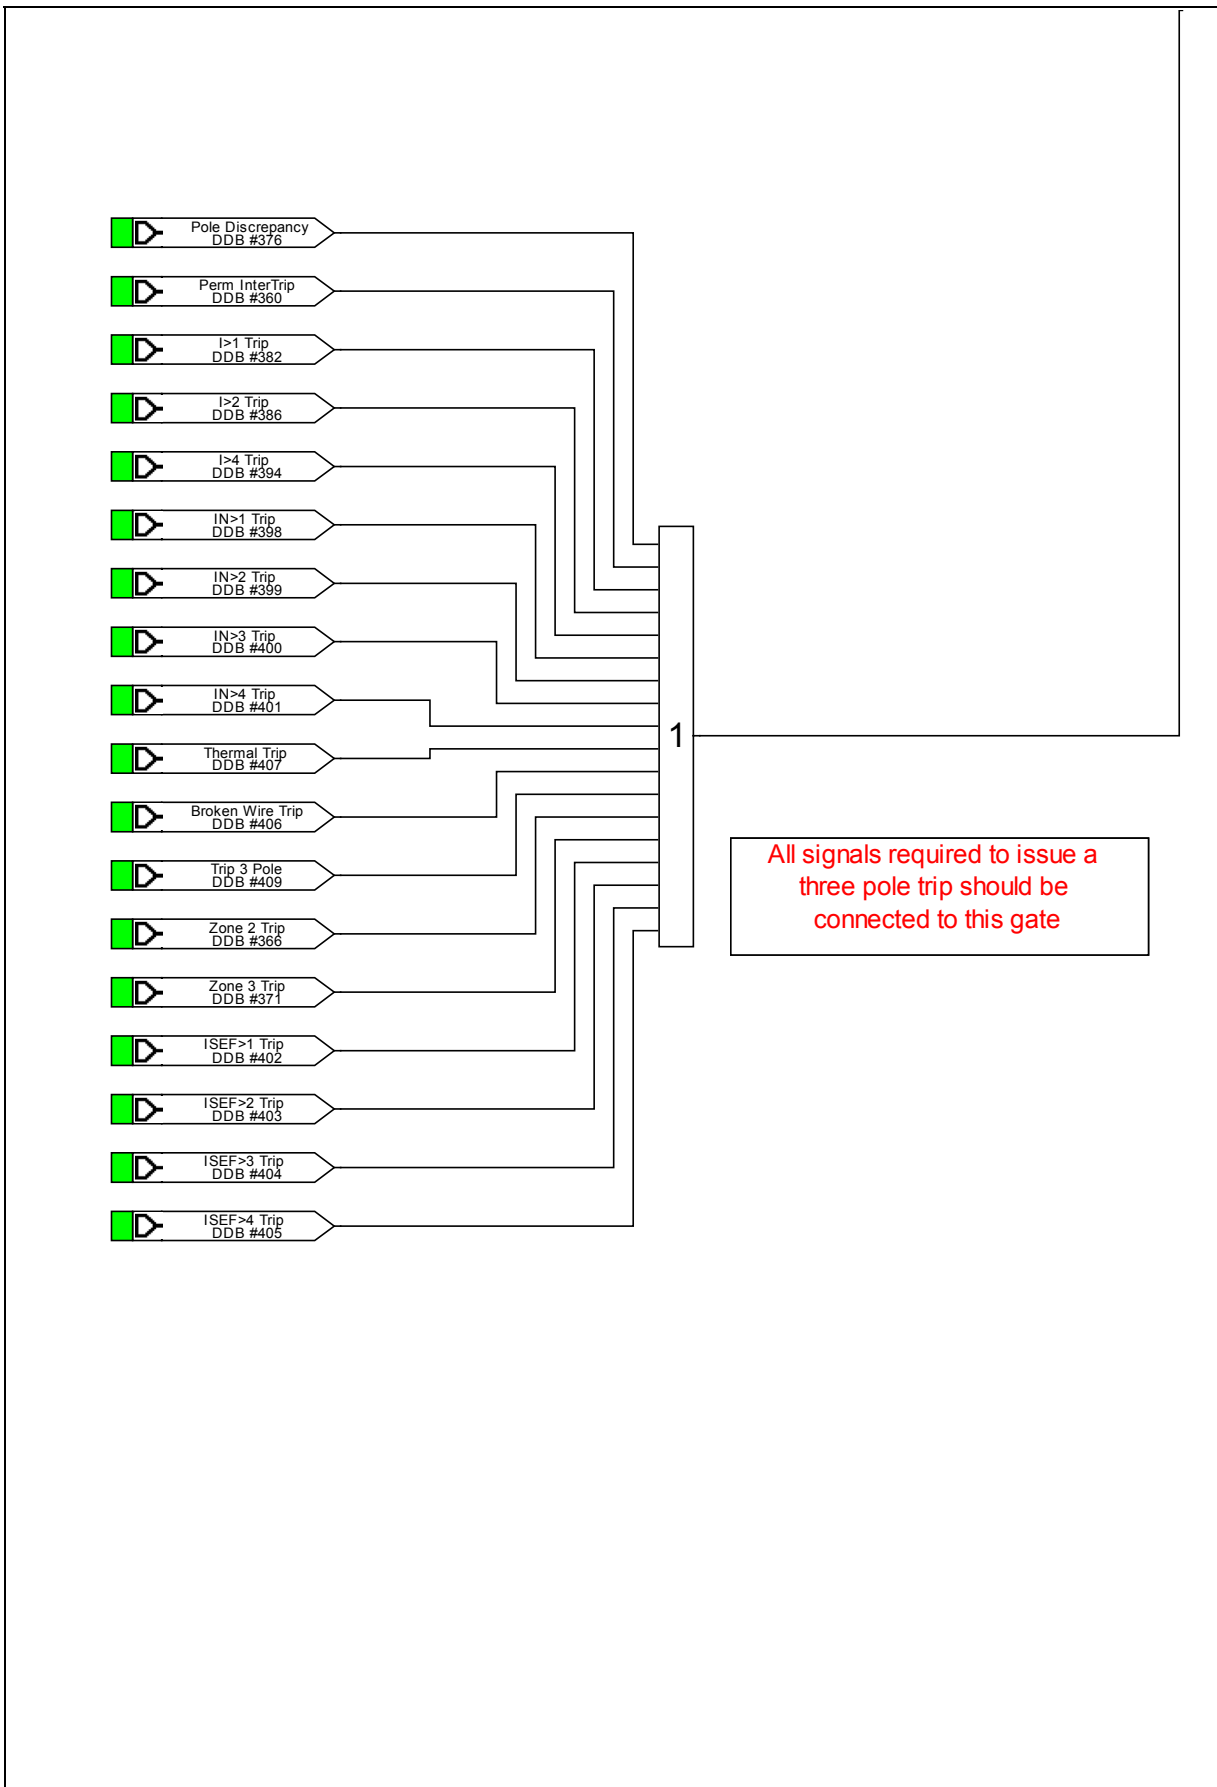 Pole Discrepancy
DDB #376
Perm InterTrip
DDB #360
I>1 Trip
DDB #382
I>2 Trip
DDB #386
I>4 Trip
DDB #394
IN>1 Trip
DDB #398
IN>2 Trip
DDB #399
IN>3 Trip
DDB #400
IN>4 Trip
DDB #401
Thermal Trip
DDB #407
Broken Wire Trip
DDB #406
Trip 3 Pole
DDB #409
Zone 2 Trip
DDB #366
Zone 3 Trip
DDB #371
ISEF>1 Trip
DDB #402
ISEF>2 Trip
DDB #403
ISEF>3 Trip
DDB #404
ISEF>4 Trip
DDB #405
1
All signals required to issue a
three pole trip should be
connected to this gate